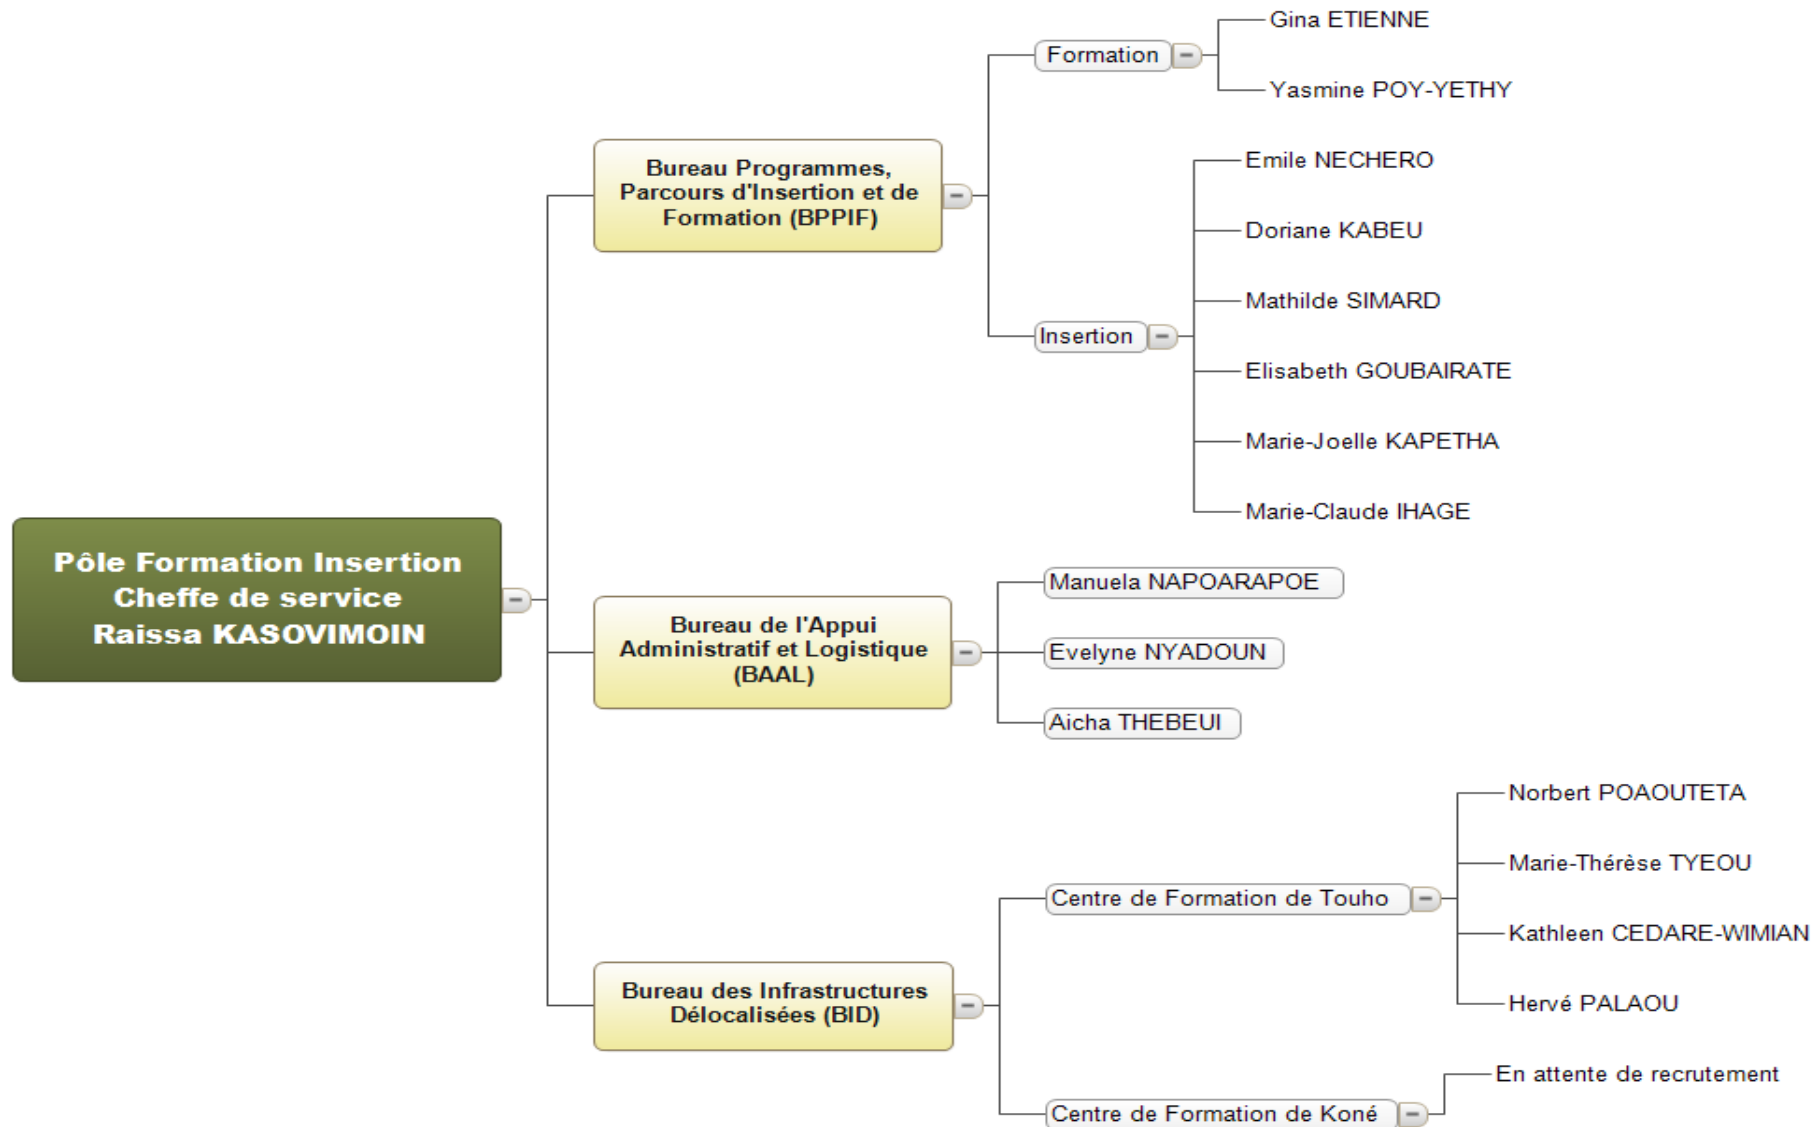 Pôle Formation Insertion
Cheffe de service
Raissa KASOVIMOIN
Bureau Programmes,
Parcours d'Insertion et de
Formation (BPPIF)
Formation
Gina ETIENNE
Yasmine POY-YETHY
Insertion
Emile NECHERO
Doriane KABEU
Mathilde SIMARD
Elisabeth GOUBAIRATE
Marie-Joelle KAPETHA
Marie-Claude IHAGE
Bureau de l'Appui
Administratif et Logistique
(BAAL)
Manuela NAPOARAPOE
Evelyne NYADOUN
Aicha THEBEUI
Bureau des Infrastructures
Délocalisées (BID)
Centre de Formation de Touho
Norbert POAOUTETA
Marie-Thérèse TYEOU
Kathleen CEDARE-WIMIAN
Hervé PALAOU
Centre de Formation de Koné
En attente de recrutement